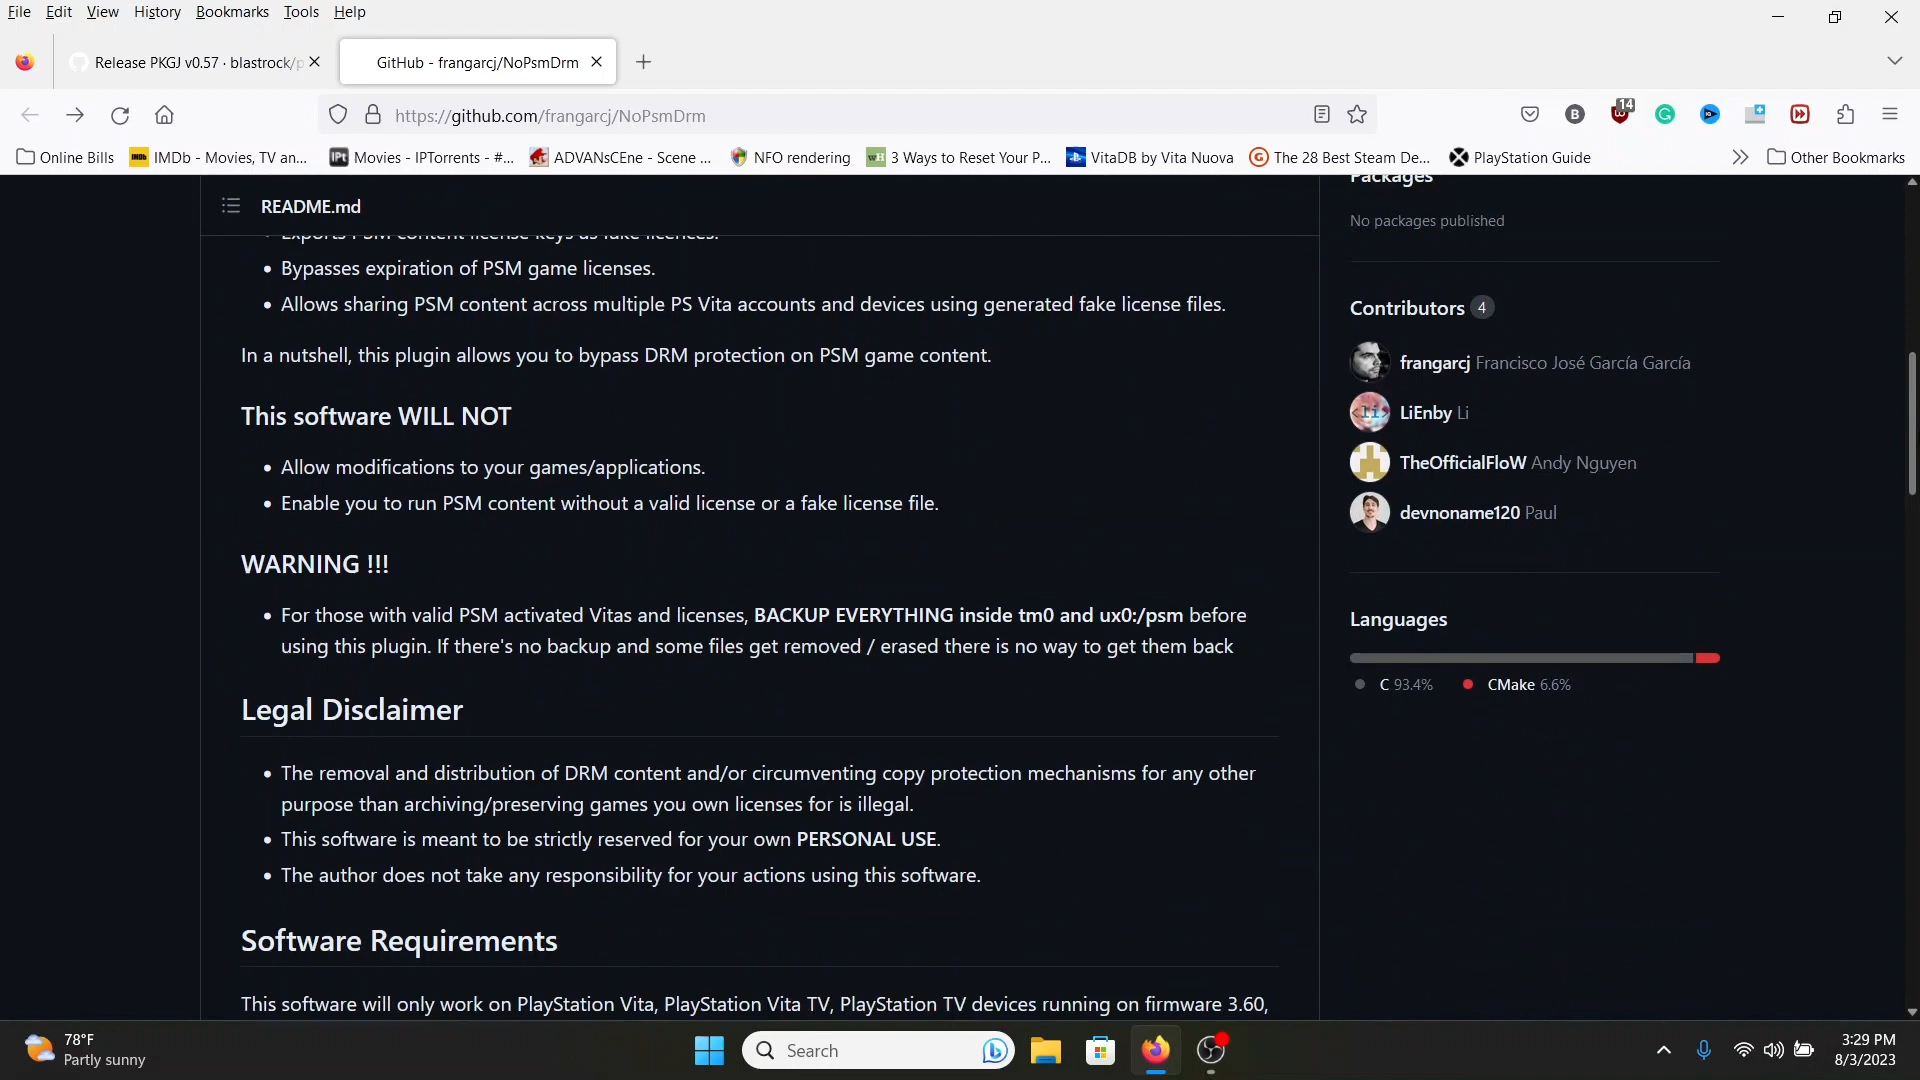 File Edit View History Bookmarks Tools Help
Release PKGJ v0.57 · blastrock/p
GitHub - frangarcj/NoPsmDrm
https://github.com/frangarcj/NoPsmDrm
14
Online Bills IMDb - Movies, TV an... Movies - IPTorrents - #... ADVANsCEne - Scene ... NFO rendering 3 Ways to Reset Your P... VitaDB by Vita Nuova The 28 Best Steam De... PlayStation Guide Other Bookmarks
README.md
Exports PSM content license keys as fake licences.
• Bypasses expiration of PSM game licenses.
• Allows sharing PSM content across multiple PS Vita accounts and devices using generated fake license files.
In a nutshell, this plugin allows you to bypass DRM protection on PSM game content.
This software WILL NOT
• Allow modifications to your games/applications.
• Enable you to run PSM content without a valid license or a fake license file.
WARNING !!!
• For those with valid PSM activated Vitas and licenses, BACKUP EVERYTHING inside tm0 and ux0:/psm before
using this plugin. If there's no backup and some files get removed / erased there is no way to get them back
Legal Disclaimer
• The removal and distribution of DRM content and/or circumventing copy protection mechanisms for any other
purpose than archiving/preserving games you own licenses for is illegal.
• This software is meant to be strictly reserved for your own PERSONAL USE.
• The author does not take any responsibility for your actions using this software.
Software Requirements
This software will only work on PlayStation Vita, PlayStation Vita TV, PlayStation TV devices running on firmware 3.60,
Packages
No packages published
Contributors 4
frangarcj Francisco José García García
<li>
LiEnby Li
TheOfficialFloW Andy Nguyen
devnoname120 Paul
Languages
C 93.4% CMake 6.6%
78°F
Partly sunny
Search
3:29 PM
8/3/2023